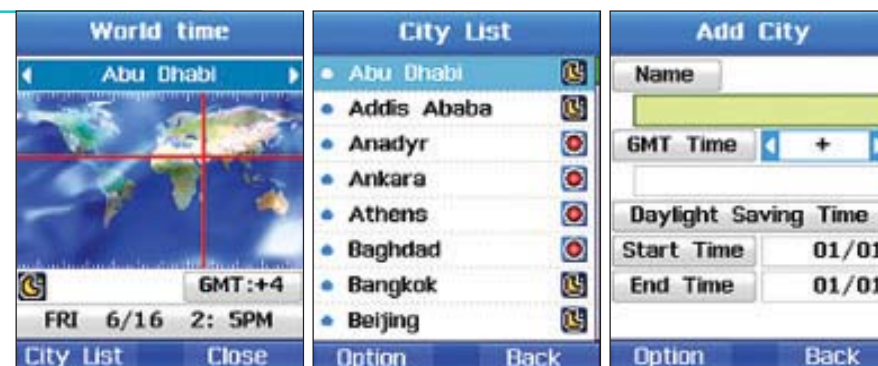 World time
Abu Dhabi
GMT:+4
FRI 6/16 2: 5PM
City List Close
City List
Abu Dhabi
Addis Ababa
Anadyr
Ankara
Athens
Baghdad
Bangkok
Beijing
Option Back
Add City
Name
GMT Time +
Daylight Saving Time
Start Time 01/01
End Time 01/01
Option Back